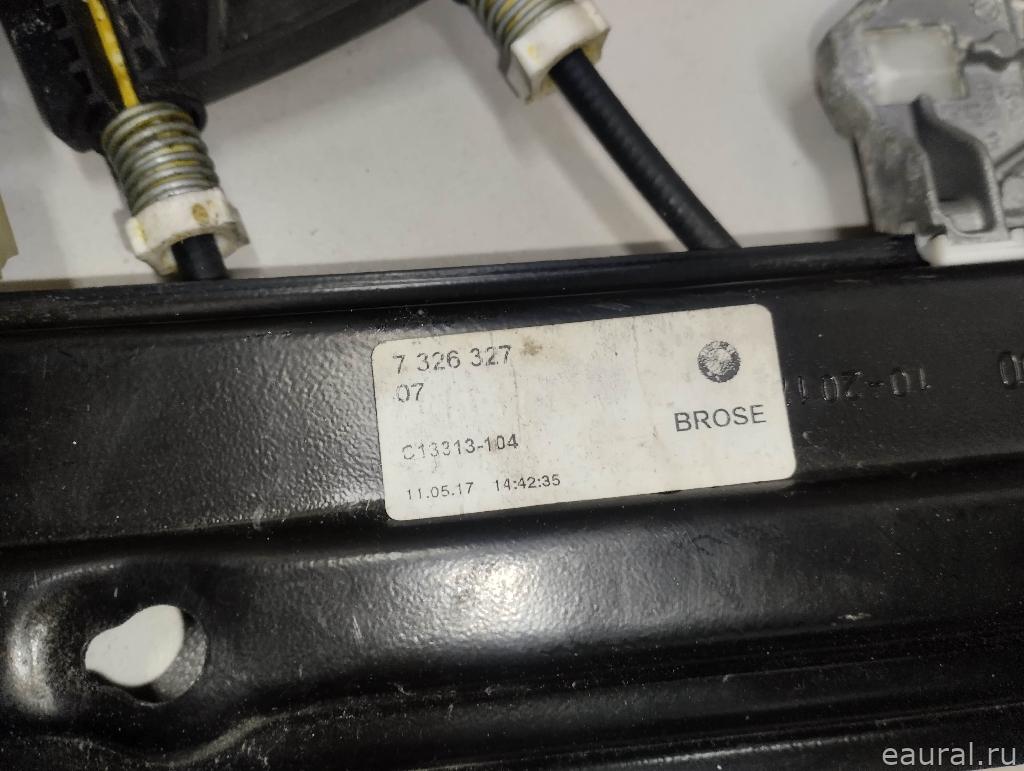 7 326 327
07
BROSE
C13313-104
11.05.17 14:42:35
eaural.ru